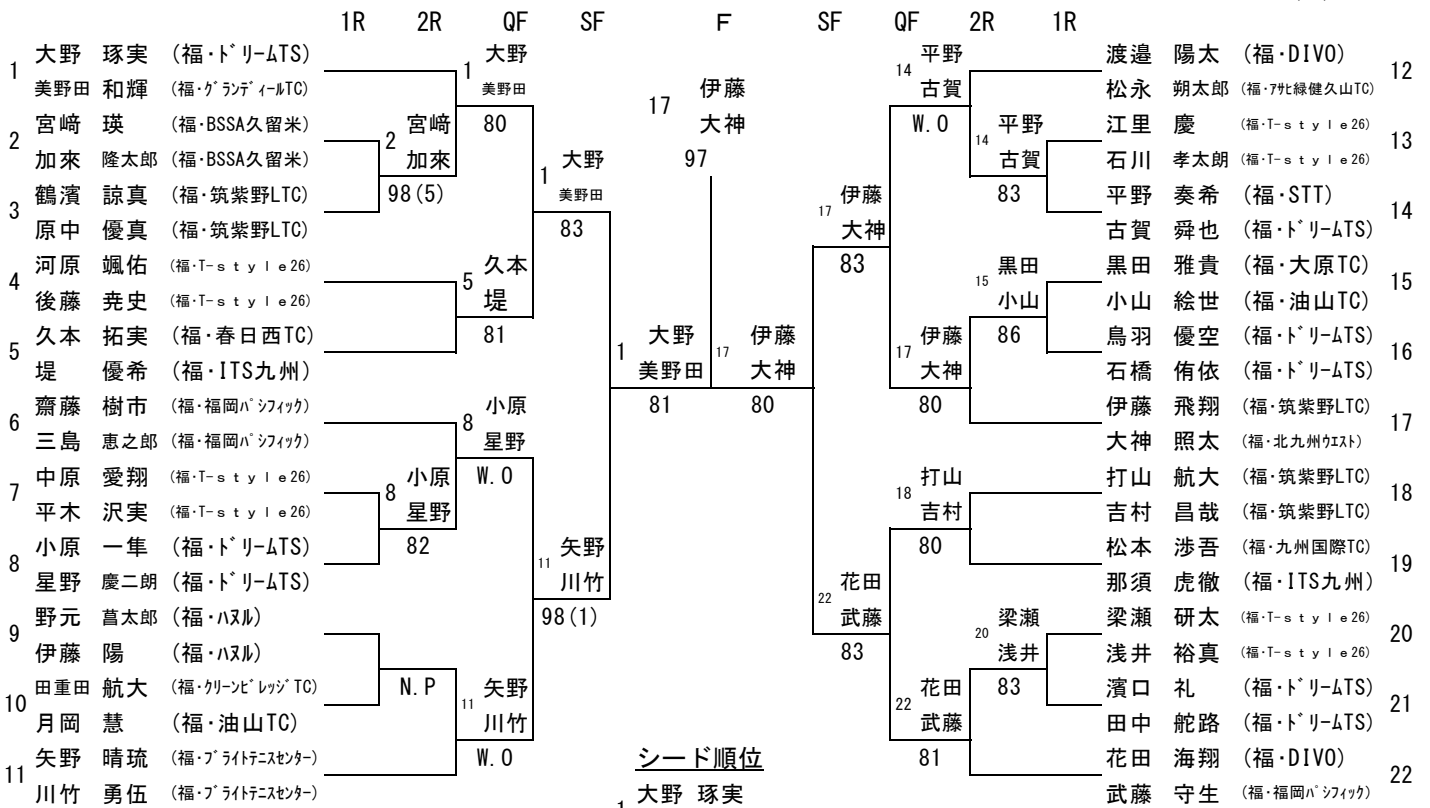 1R 2R QF SF F SF QF 2R 1R
1 大野 琢実 (福・ドリームTS)
美野田 和輝 (福・グランディールTC)
2 宮﨑 瑛 (福・BSSA久留米)
加來 隆太郎 (福・BSSA久留米)
3 鶴濱 諒真 (福・筑紫野LTC)
原中 優真 (福・筑紫野LTC)
4 河原 颯佑 (福・T-style26)
後藤 尭史 (福・T-style26)
5 久本 拓実 (福・春日西TC)
堤 優希 (福・ITS九州)
6 齋藤 樹市 (福・福岡パシフィック)
三島 恵之郎 (福・福岡パシフィック)
7 中原 愛翔 (福・T-style26)
平木 沢実 (福・T-style26)
8 小原 一隼 (福・ドリームTS)
星野 慶二朗 (福・ドリームTS)
9 野元 菖太郎 (福・ハヌル)
伊藤 陽 (福・ハヌル)
10 田重田 航大 (福・クリーンビレッジTC)
月岡 慧 (福・油山TC)
11 矢野 晴琉 (福・ブライトテニスセンター)
川竹 勇伍 (福・ブライトテニスセンター)
2 宮﨑
加來
98(5)
8 小原
星野
82
N.P
1 大野
美野田
80
5 久本
堤
81
8 小原
星野
W.O
11 矢野
川竹
W.O
1 大野
美野田
83
11 矢野
川竹
98(1)
1 大野
美野田
81
17 伊藤
大神
97
17 伊藤
大神
80
17 伊藤
大神
83
22 花田
武藤
83
14 平野
古賀
W.O
17 伊藤
大神
80
18 打山
吉村
80
22 花田
武藤
81
14 平野
古賀
83
15 黒田
小山
86
20 梁瀬
浅井
83
渡邉 陽太 (福・DIVO) 12
松永 朔太郎 (福・アサヒ緑健久山TC)
江里 慶 (福・T-style26) 13
石川 孝太朗 (福・T-style26)
平野 奏希 (福・STT) 14
古賀 舜也 (福・ドリームTS)
黒田 雅貴 (福・大原TC) 15
小山 絵世 (福・油山TC)
鳥羽 優空 (福・ドリームTS) 16
石橋 侑依 (福・ドリームTS)
伊藤 飛翔 (福・筑紫野LTC) 17
大神 照太 (福・北九州ウエスト)
打山 航大 (福・筑紫野LTC) 18
吉村 昌哉 (福・筑紫野LTC)
松本 渉吾 (福・九州国際TC) 19
那須 虎徹 (福・ITS九州)
梁瀬 研太 (福・T-style26) 20
浅井 裕真 (福・T-style26)
濱口 礼 (福・ドリームTS) 21
田中 舵路 (福・ドリームTS)
花田 海翔 (福・DIVO) 22
武藤 守生 (福・福岡パシフィック)
シード順位
1 大野 琢実